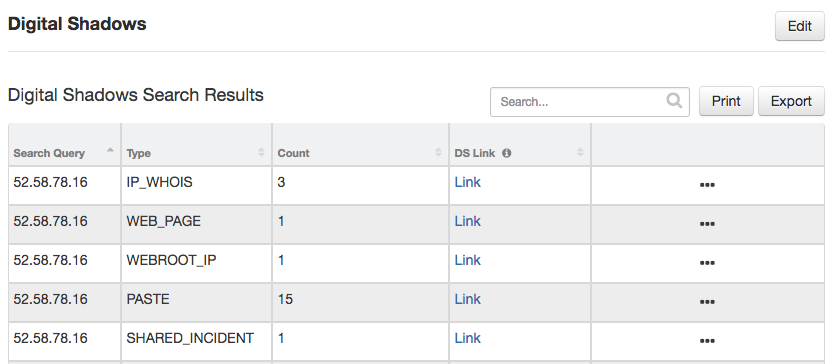 Digital Shadows
Edit
Digital Shadows Search Results
Search...
Print
Export
Search Query Type Count DS Link
52.58.78.16 IP_WHOIS 3 Link •••
52.58.78.16 WEB_PAGE 1 Link •••
52.58.78.16 WEBROOT_IP 1 Link •••
52.58.78.16 PASTE 15 Link •••
52.58.78.16 SHARED_INCIDENT 1 Link •••